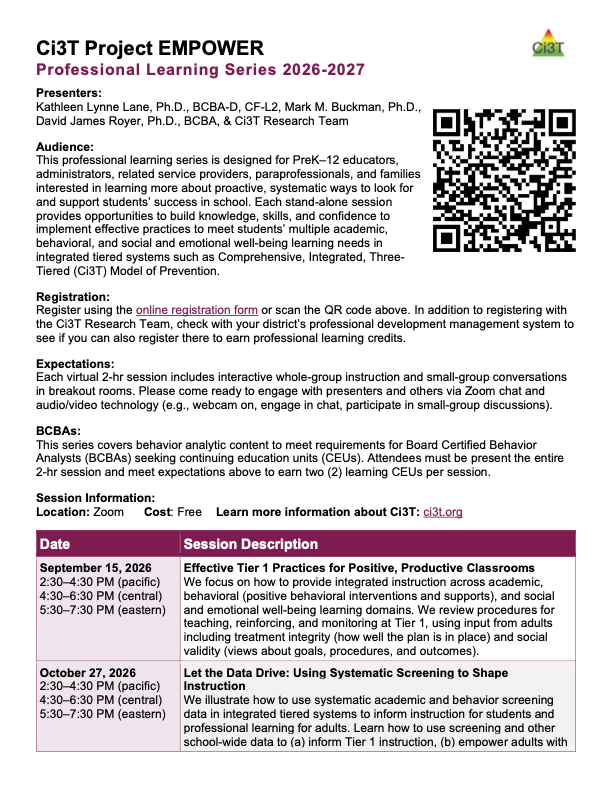 Ci3T Project EMPOWER
Ci3T
Professional Learning Series 2026-2027
Presenters:
Kathleen Lynne Lane, Ph.D., BCBA-D, CF-L2, Mark M. Buckman, Ph.D.,
David James Royer, Ph.D., BCBA, & Ci3T Research Team
Audience:
This professional learning series is designed for PreK–12 educators,
administrators, related service providers, paraprofessionals, and families
interested in learning more about proactive, systematic ways to look for
and support students’ success in school. Each stand-alone session
provides opportunities to build knowledge, skills, and confidence to
implement effective practices to meet students’ multiple academic,
behavioral, and social and emotional well-being learning needs in
integrated tiered systems such as Comprehensive, Integrated, Three-
Tiered (Ci3T) Model of Prevention.
Registration:
Register using the online registration form or scan the QR code above. In addition to registering with
the Ci3T Research Team, check with your district’s professional development management system to
see if you can also register there to earn professional learning credits.
Expectations:
Each virtual 2-hr session includes interactive whole-group instruction and small-group conversations
in breakout rooms. Please come ready to engage with presenters and others via Zoom chat and
audio/video technology (e.g., webcam on, engage in chat, participate in small-group discussions).
BCBAs:
This series covers behavior analytic content to meet requirements for Board Certified Behavior
Analysts (BCBAs) seeking continuing education units (CEUs). Attendees must be present the entire
2-hr session and meet expectations above to earn two (2) learning CEUs per session.
Session Information:
Location: Zoom Cost: Free Learn more information about Ci3T: ci3t.org
Date Session Description
September 15, 2026
2:30–4:30 PM (pacific)
4:30–6:30 PM (central)
5:30–7:30 PM (eastern)
Effective Tier 1 Practices for Positive, Productive Classrooms
We focus on how to provide integrated instruction across academic,
behavioral (positive behavioral interventions and supports), and social
and emotional well-being learning domains. We review procedures for
teaching, reinforcing, and monitoring at Tier 1, using input from adults
including treatment integrity (how well the plan is in place) and social
validity (views about goals, procedures, and outcomes).
October 27, 2026
2:30–4:30 PM (pacific)
4:30–6:30 PM (central)
5:30–7:30 PM (eastern)
Let the Data Drive: Using Systematic Screening to Shape
Instruction
We illustrate how to use systematic academic and behavior screening
data in integrated tiered systems to inform instruction for students and
professional learning for adults. Learn how to use screening and other
school-wide data to (a) inform Tier 1 instruction, (b) empower adults with